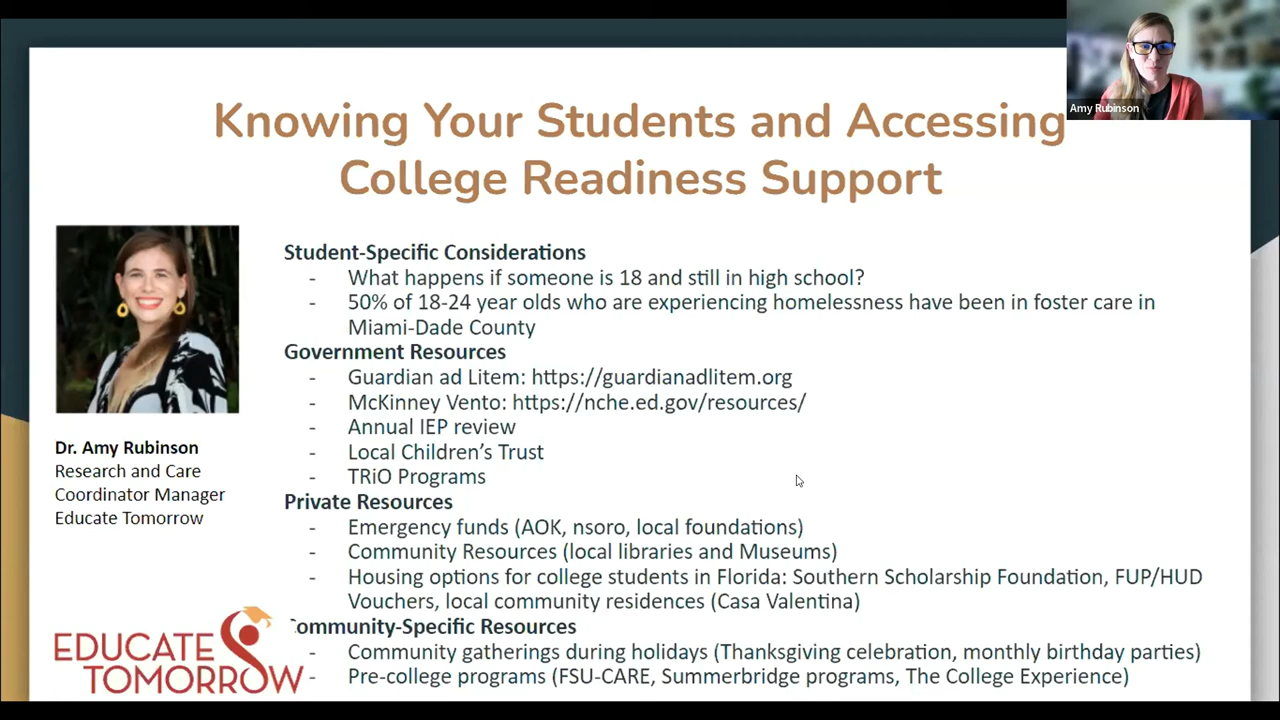 Amy Rubinson
Knowing Your Students and Accessing
College Readiness Support
Dr. Amy Rubinson
Research and Care
Coordinator Manager
Educate Tomorrow
Student-Specific Considerations
- What happens if someone is 18 and still in high school?
- 50% of 18-24 year olds who are experiencing homelessness have been in foster care in
Miami-Dade County
Government Resources
- Guardian ad Litem: https://guardianadlitem.org
- McKinney Vento: https://nche.ed.gov/resources/
- Annual IEP review
- Local Children’s Trust
- TRiO Programs
Private Resources
- Emergency funds (AOK, nsoro, local foundations)
- Community Resources (local libraries and Museums)
- Housing options for college students in Florida: Southern Scholarship Foundation, FUP/HUD
Vouchers, local community residences (Casa Valentina)
Community-Specific Resources
- Community gatherings during holidays (Thanksgiving celebration, monthly birthday parties)
- Pre-college programs (FSU-CARE, Summerbridge programs, The College Experience)
EDUCATE
TOMORROW